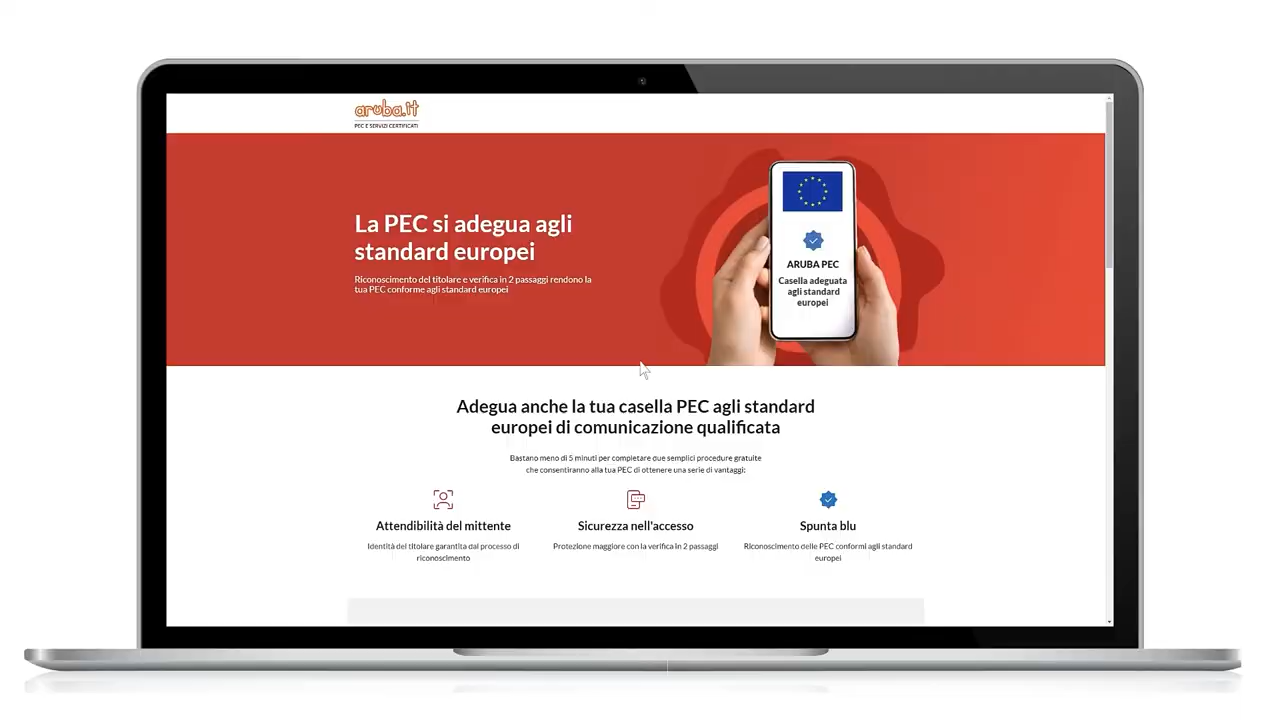 aruba.it
PEC E SERVIZI CERTIFICATI
La PEC si adegua agli
standard europei
Riconoscimento del titolare e verifica in 2 passaggi rendono la
tua PEC conforme agli standard europei
ARUBA PEC
Casella adeguata
agli standard
europei
Adegua anche la tua casella PEC agli standard
europei di comunicazione qualificata
Bastano meno di 5 minuti per completare due semplici procedure gratuite
che consentiranno alla tua PEC di ottenere una serie di vantaggi:
Attendibilità del mittente
Identità del titolare garantita dal processo di
riconoscimento
Sicurezza nell'accesso
Protezione maggiore con la verifica in 2 passaggi
Spunta blu
Riconoscimento delle PEC conformi agli standard
europei